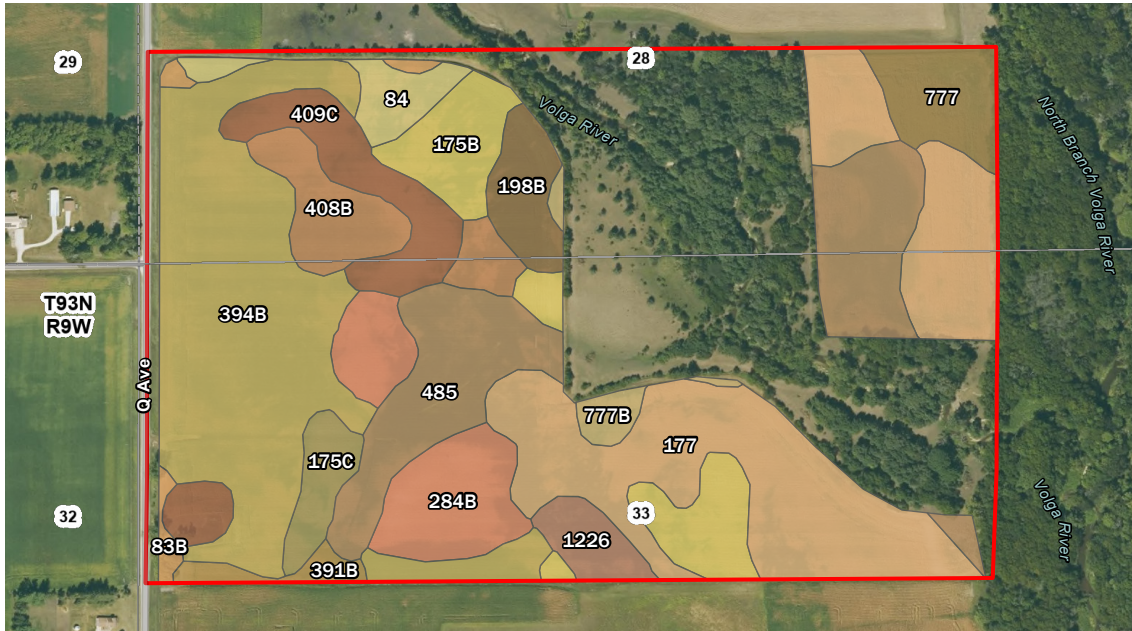 29
28
777
84
409C
Volga River
North Branch Volga River
175B
198B
408B
T93N
R9W
394B
Q Ave
485
777B
177
175C
284B
32
33
Volga River
1226
83B
391B